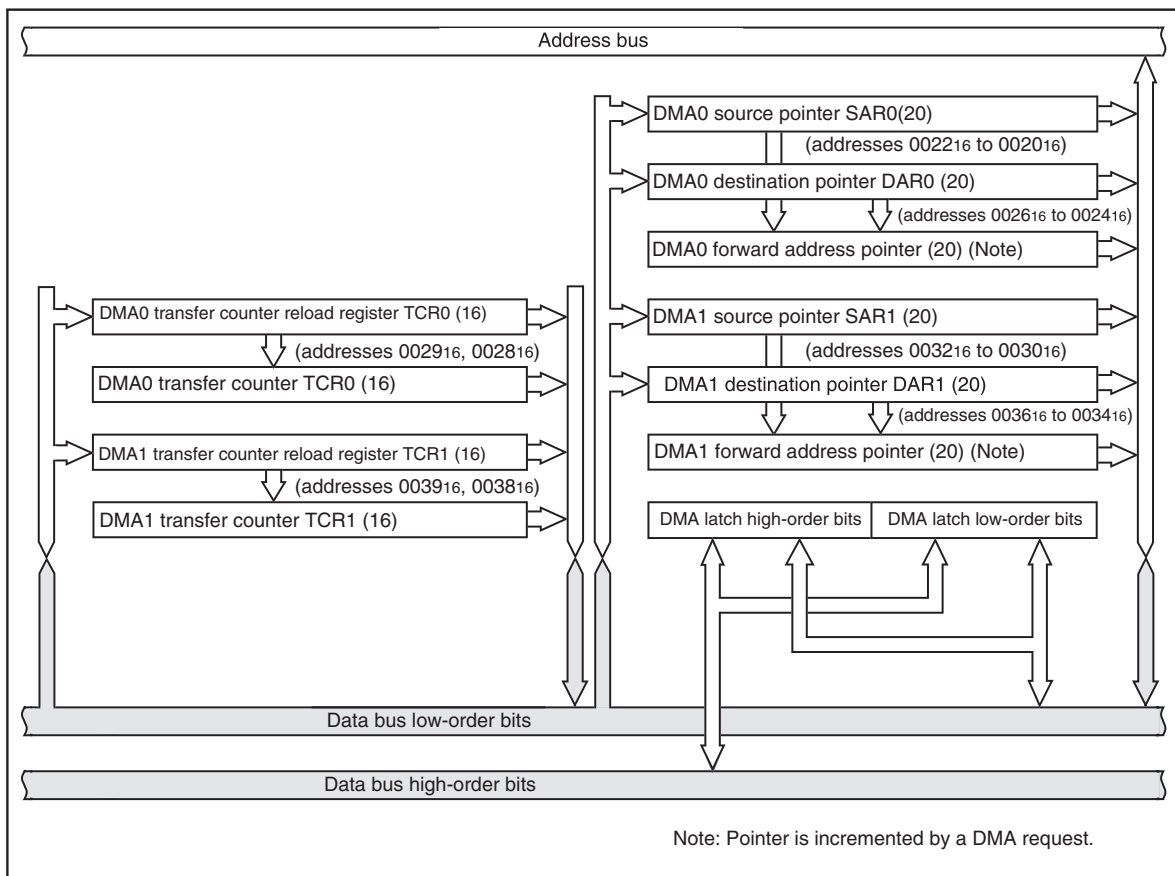 Address bus
DMA0 source pointer SAR0(20)
(addresses 002216 to 002016)
DMA0 destination pointer DAR0 (20)
(addresses 002616 to 002416)
DMA0 forward address pointer (20) (Note)
DMA0 transfer counter reload register TCR0 (16)
(addresses 002916, 002816)
DMA0 transfer counter TCR0 (16)
DMA1 transfer counter reload register TCR1 (16)
(addresses 003916, 003816)
DMA1 transfer counter TCR1 (16)
DMA1 source pointer SAR1 (20)
(addresses 003216 to 003016)
DMA1 destination pointer DAR1 (20)
(addresses 003616 to 003416)
DMA1 forward address pointer (20) (Note)
DMA latch high-order bits
DMA latch low-order bits
Data bus low-order bits
Data bus high-order bits
Note: Pointer is incremented by a DMA request.